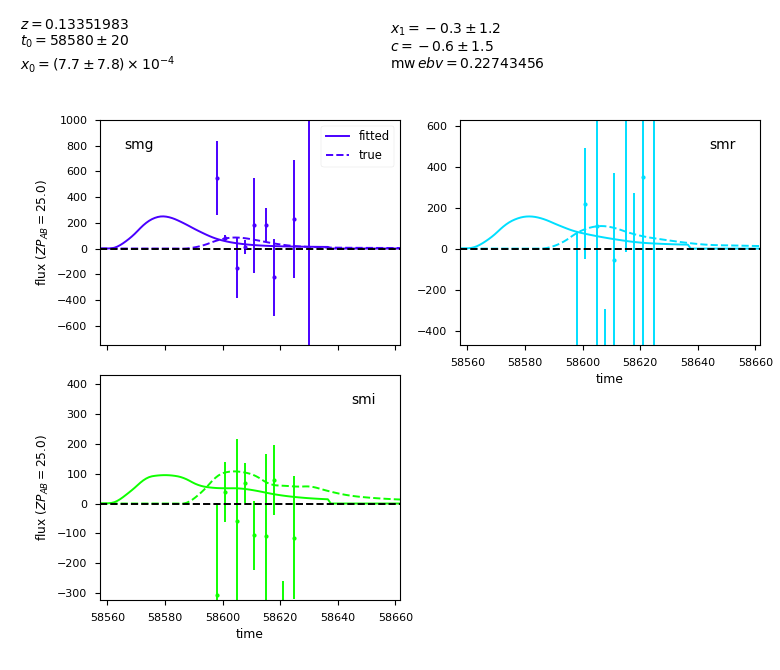 z = 0.13351983
t₀ = 58580 ± 20
x₀ = (7.7 ± 7.8) × 10⁻⁴
x₁ = − 0.3 ± 1.2
c = − 0.6 ± 1.5
mw ebv = 0.22743456
smg
fitted
true
1000
800
600
400
200
0
−200
−400
−600
flux (ZP_AB = 25.0)
smr
600
400
200
0
−200
−400
58560 58580 58600 58620 58640 58660
time
smi
400
300
200
100
0
−100
−200
−300
flux (ZP_AB = 25.0)
58560 58580 58600 58620 58640 58660
time